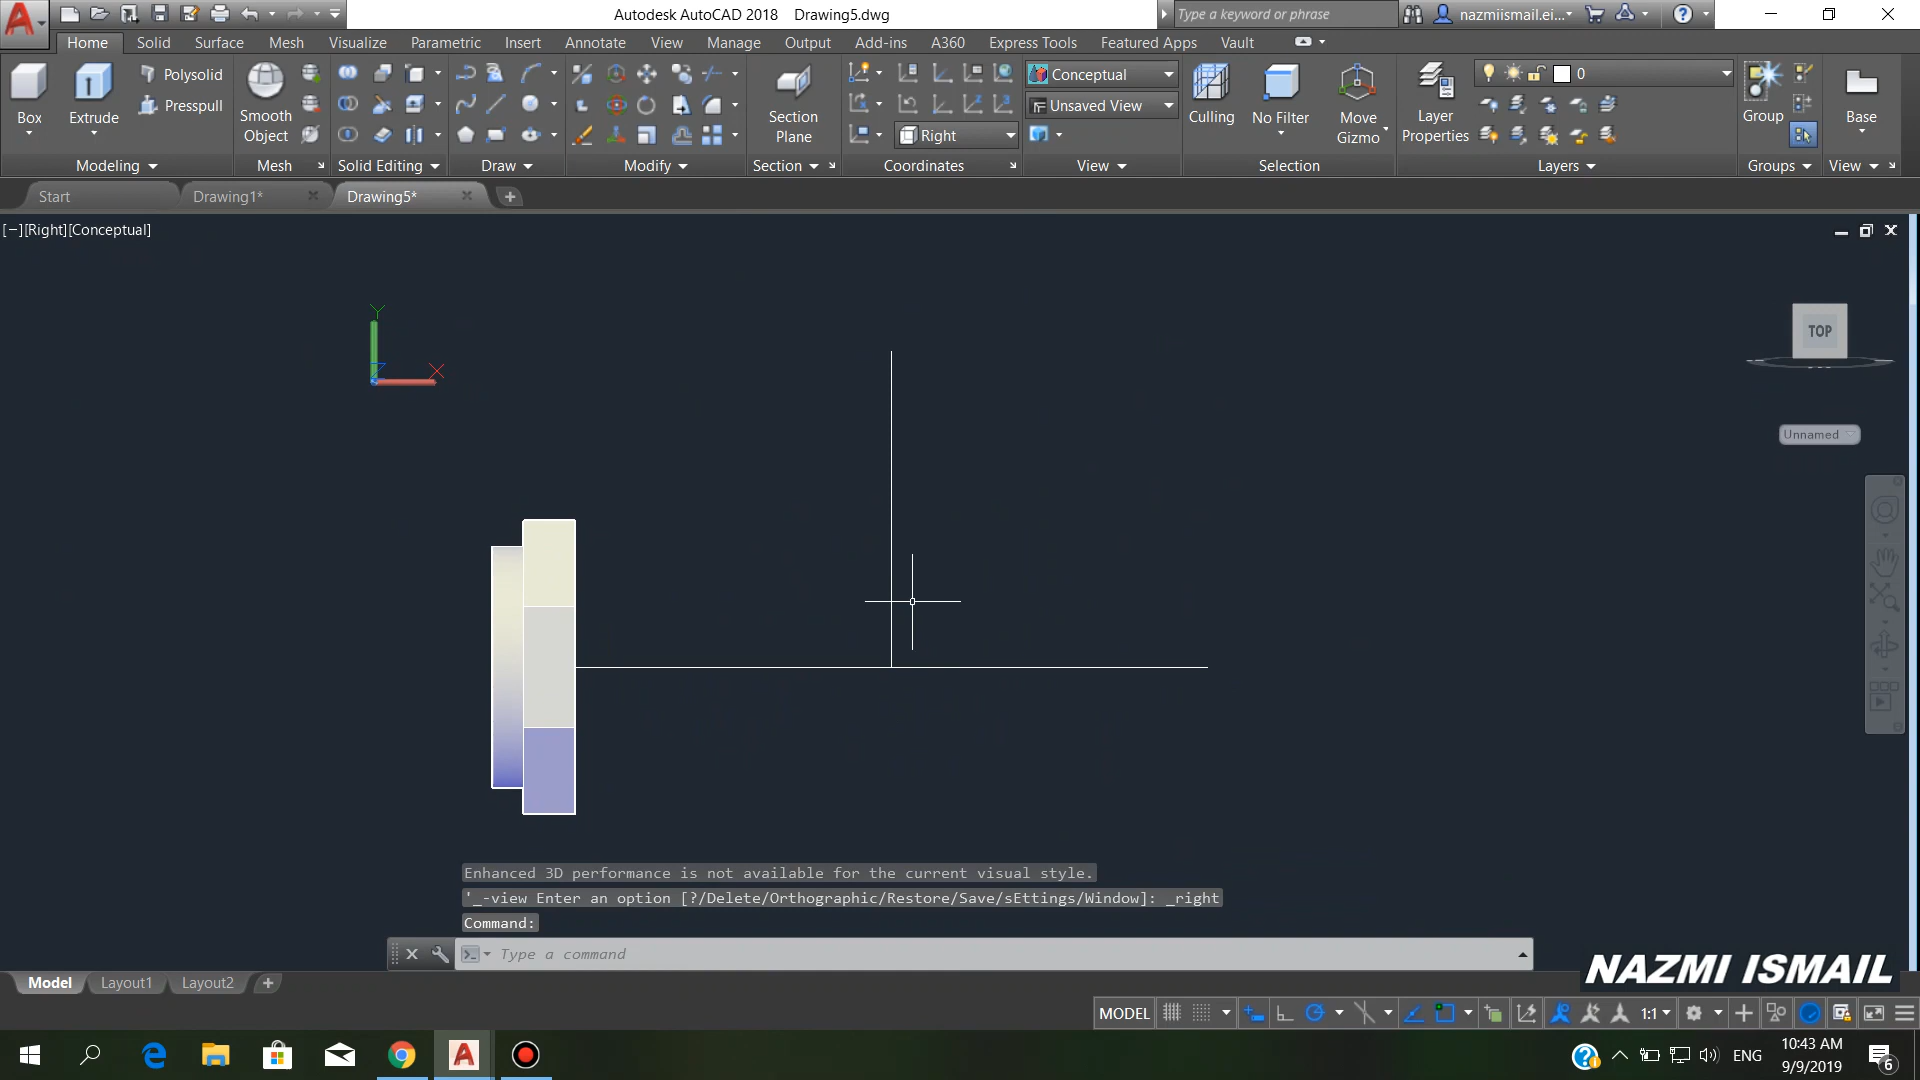 Autodesk AutoCAD 2018 Drawing5.dwg
Type a keyword or phrase
nazmiismail.ei...
Home Solid Surface Mesh Visualize Parametric Insert Annotate View Manage Output Add-ins A360 Express Tools Featured Apps Vault
Box
Extrude
Polysolid
Presspull
Smooth
Object
Section
Plane
Right
Conceptual
Unsaved View
Culling
No Filter
Move
Gizmo
Layer
Properties
0
Group
Base
Modeling Mesh Solid Editing Draw Modify Section Coordinates View Selection Layers Groups View
Start Drawing1* Drawing5*
[−][Right][Conceptual]
Y
X
TOP
Unnamed
Enhanced 3D performance is not available for the current visual style.
'_-view Enter an option [?/Delete/Orthographic/Restore/Save/sEttings/Window]: _right
Command:
Type a command
NAZMI ISMAIL
Model Layout1 Layout2
MODEL
1:1
ENG
10:43 AM
9/9/2019
6